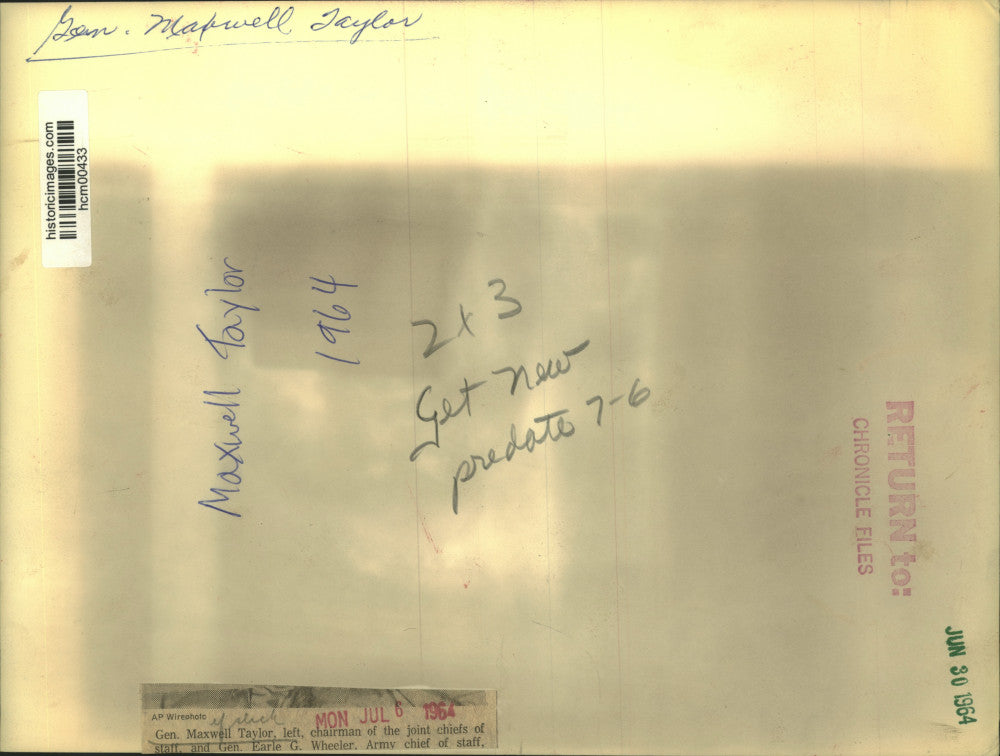 Gen. Maxwell Taylor
historicimages.com
hcm00433
Maxwell Taylor
1964
2x3
Get New
predate 7-6
RETURN to:
CHRONICLE FILES
JUN 30 1964
AP Wirephoto
MON JUL 6 1964
Gen. Maxwell Taylor, left, chairman of the joint chiefs of
staff, and Gen. Earle G. Wheeler, Army chief of staff,